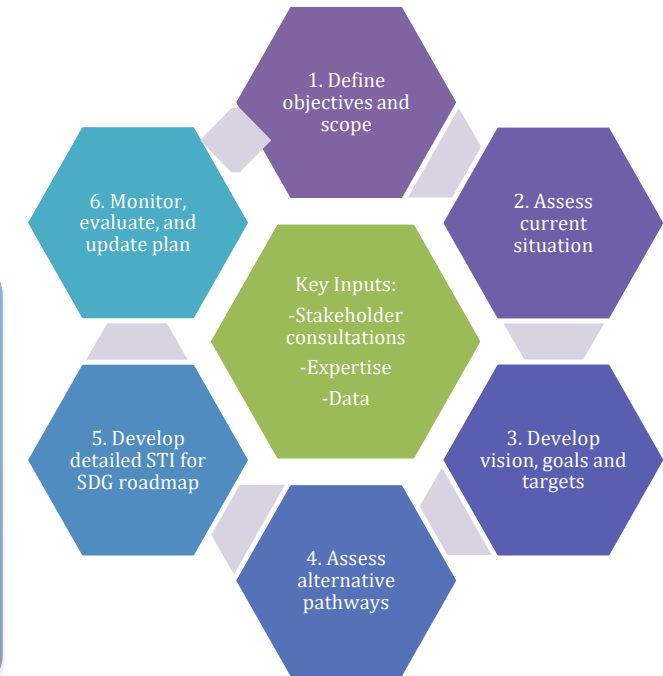 1. Define
objectives and
scope
2. Assess
current
situation
3. Develop
vision, goals and
targets
4. Assess
alternative
pathways
5. Develop
detailed STI for
SDG roadmap
6. Monitor,
evaluate, and
update plan
Key Inputs:
-Stakeholder
consultations
-Expertise
-Data